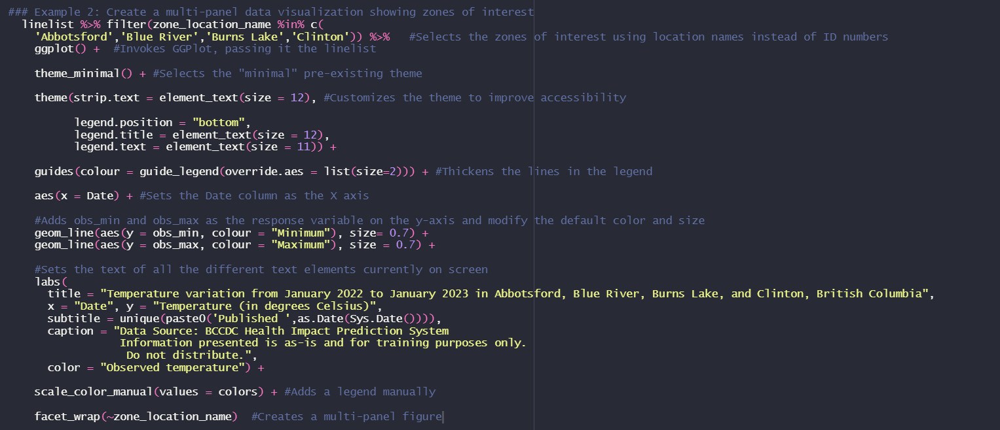 ### Example 2: Create a multi-panel data visualization showing zones of interest
linelist %>% filter(zone_location_name %in% c(
'Abbotsford','Blue River','Burns Lake','Clinton')) %>%   #Selects the zones of interest using location names instead of ID numbers
ggplot() +  #Invokes GGPlot, passing it the linelist
theme_minimal() + #Selects the "minimal" pre-existing theme
theme(strip.text = element_text(size = 12), #Customizes the theme to improve accessibility
legend.position = "bottom",
legend.title = element_text(size = 12),
legend.text = element_text(size = 11)) +
guides(colour = guide_legend(override.aes = list(size=2))) + #Thickens the lines in the legend
aes(x = Date) + #Sets the Date column as the X axis
#Adds obs_min and obs_max as the response variable on the y-axis and modify the default color and size
geom_line(aes(y = obs_min, colour = "Minimum"), size= 0.7) +
geom_line(aes(y = obs_max, colour = "Maximum"), size = 0.7) +
#Sets the text of all the different text elements currently on screen
labs(
title = "Temperature variation from January 2022 to January 2023 in Abbotsford, Blue River, Burns Lake, and Clinton, British Columbia",
x = "Date", y = "Temperature (in degrees Celsius)",
subtitle = unique(paste0('Published ',as.Date(Sys.Date()))),
caption = "Data Source: BCCDC Health Impact Prediction System
Information presented is as-is and for training purposes only.
Do not distribute.",
color = "Observed temperature") +
scale_color_manual(values = colors) + #Adds a legend manually
facet_wrap(~zone_location_name)  #Creates a multi-panel figure